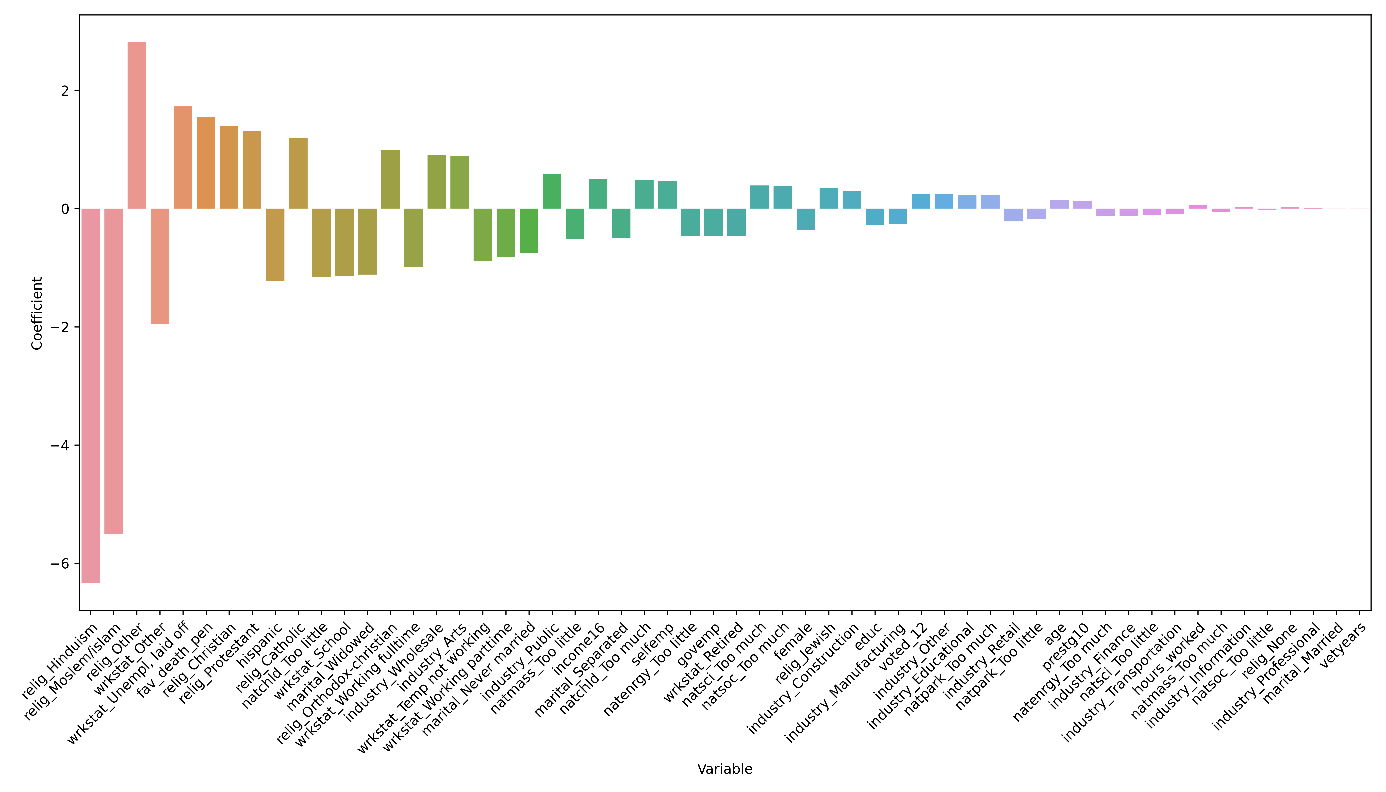 2
0
−2
−4
−6
Coefficient
relig_Hinduism
relig_Moslem/islam
relig_Other
wrkstat_Other
wrkstat_Unempl, laid off
fav_death_pen
relig_Christian
relig_Protestant
hispanic
relig_Catholic
natchld_Too little
wrkstat_School
marital_Widowed
relig_Orthodox-christian
wrkstat_Working fulltime
industry_Wholesale
industry_Arts
wrkstat_Temp not working
wrkstat_Working parttime
marital_Never married
industry_Public
natmass_Too little
income16
marital_Separated
natchld_Too much
selfemp
natenrgy_Too little
govemp
wrkstat_Retired
natsci_Too much
natsoc_Too much
female
relig_Jewish
industry_Construction
educ
industry_Manufacturing
voted_12
industry_Other
industry_Educational
natpark_Too much
industry_Retail
natpark_Too little
age
prestg10
natenrgy_Too much
industry_Finance
natsci_Too little
industry_Transportation
hours_worked
natmass_Too much
industry_Information
natsoc_Too little
relig_None
industry_Professional
marital_Married
vetyears
Variable